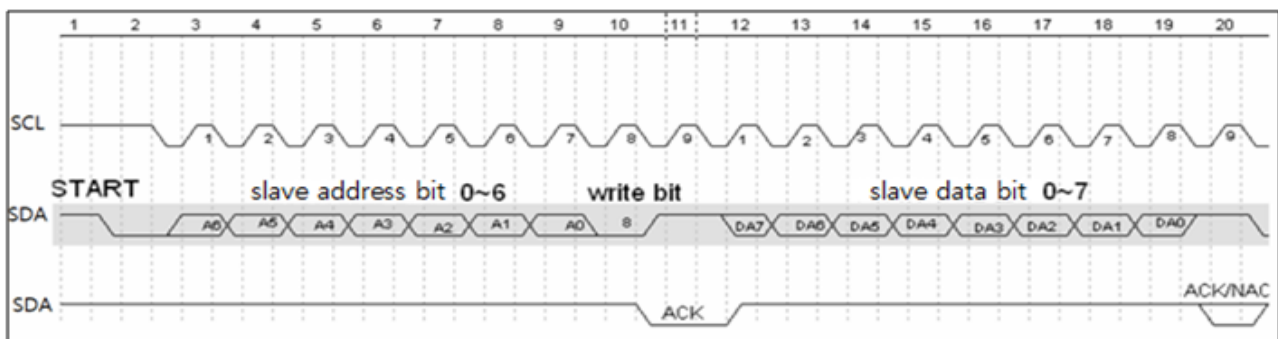 1 2 3 4 5 6 7 8 9 10 11 12 13 14 15 16 17 18 19 20
SCL 1 2 3 4 5 6 7 8 9 1 2 3 4 5 6 7 8 9
START slave address bit 0~6 write bit slave data bit 0~7
SDA A6 A5 A4 A3 A2 A1 A0 8 DA7 DA6 DA5 DA4 DA3 DA2 DA1 DA0
ACK/NAC
SDA ACK